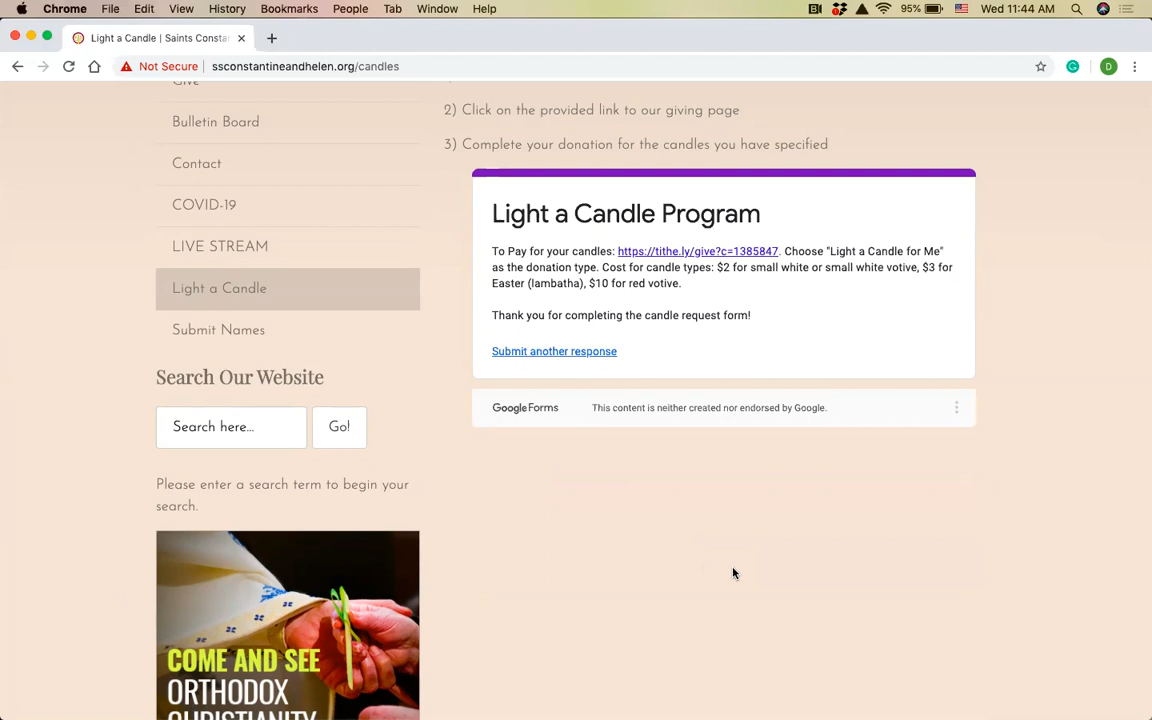 Chrome File Edit View History Bookmarks People Tab Window Help 95% Wed 11:44 AM
Light a Candle | Saints Consta
Not Secure ssconstantineandhelen.org/candles D
Give
2) Click on the provided link to our giving page
Bulletin Board
3) Complete your donation for the candles you have specified
Contact
COVID-19
LIVE STREAM
Light a Candle
Submit Names
Light a Candle Program
To Pay for your candles: https://tithe.ly/give?c=1385847. Choose "Light a Candle for Me"
as the donation type. Cost for candle types: $2 for small white or small white votive, $3 for
Easter (lambatha), $10 for red votive.
Thank you for completing the candle request form!
Submit another response
Google Forms This content is neither created nor endorsed by Google.
Search Our Website
Search here... Go!
Please enter a search term to begin your
search.
COME AND SEE
ORTHODOX
CHRISTIANITY